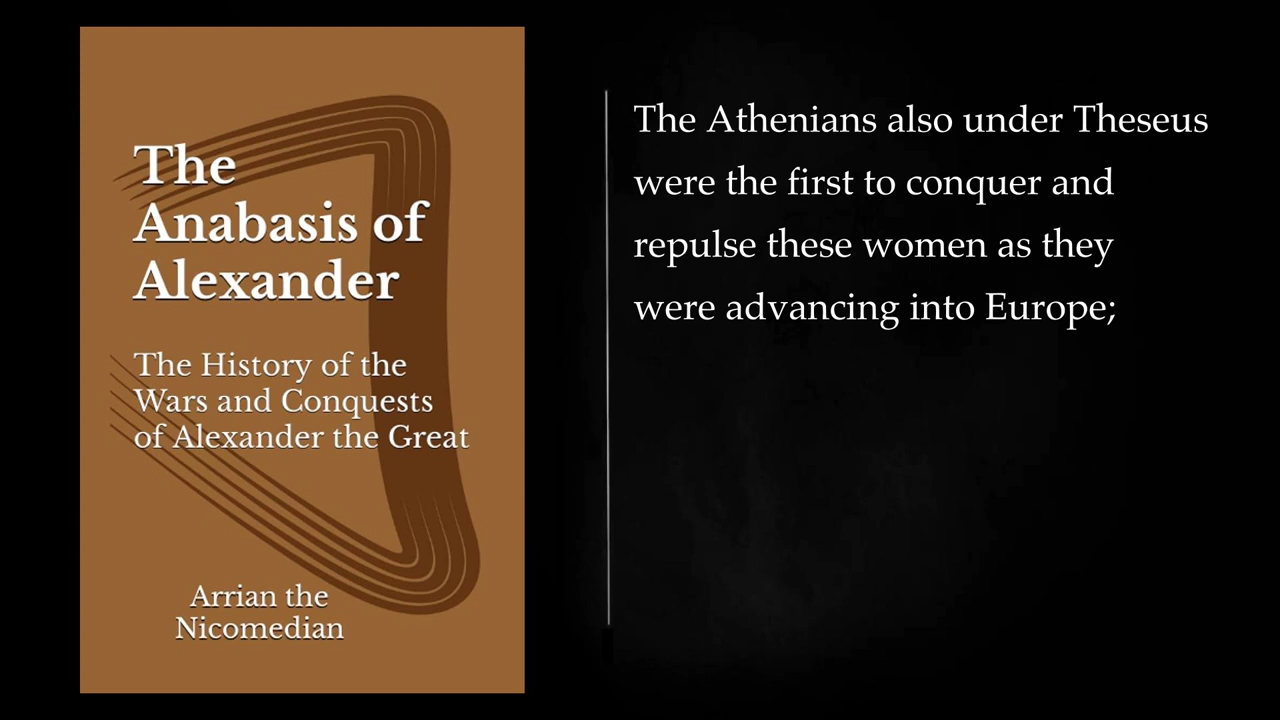 The
Anabasis of
Alexander
The History of the
Wars and Conquests
of Alexander the Great
Arrian the
Nicomedian
The Athenians also under Theseus
were the first to conquer and
repulse these women as they
were advancing into Europe;